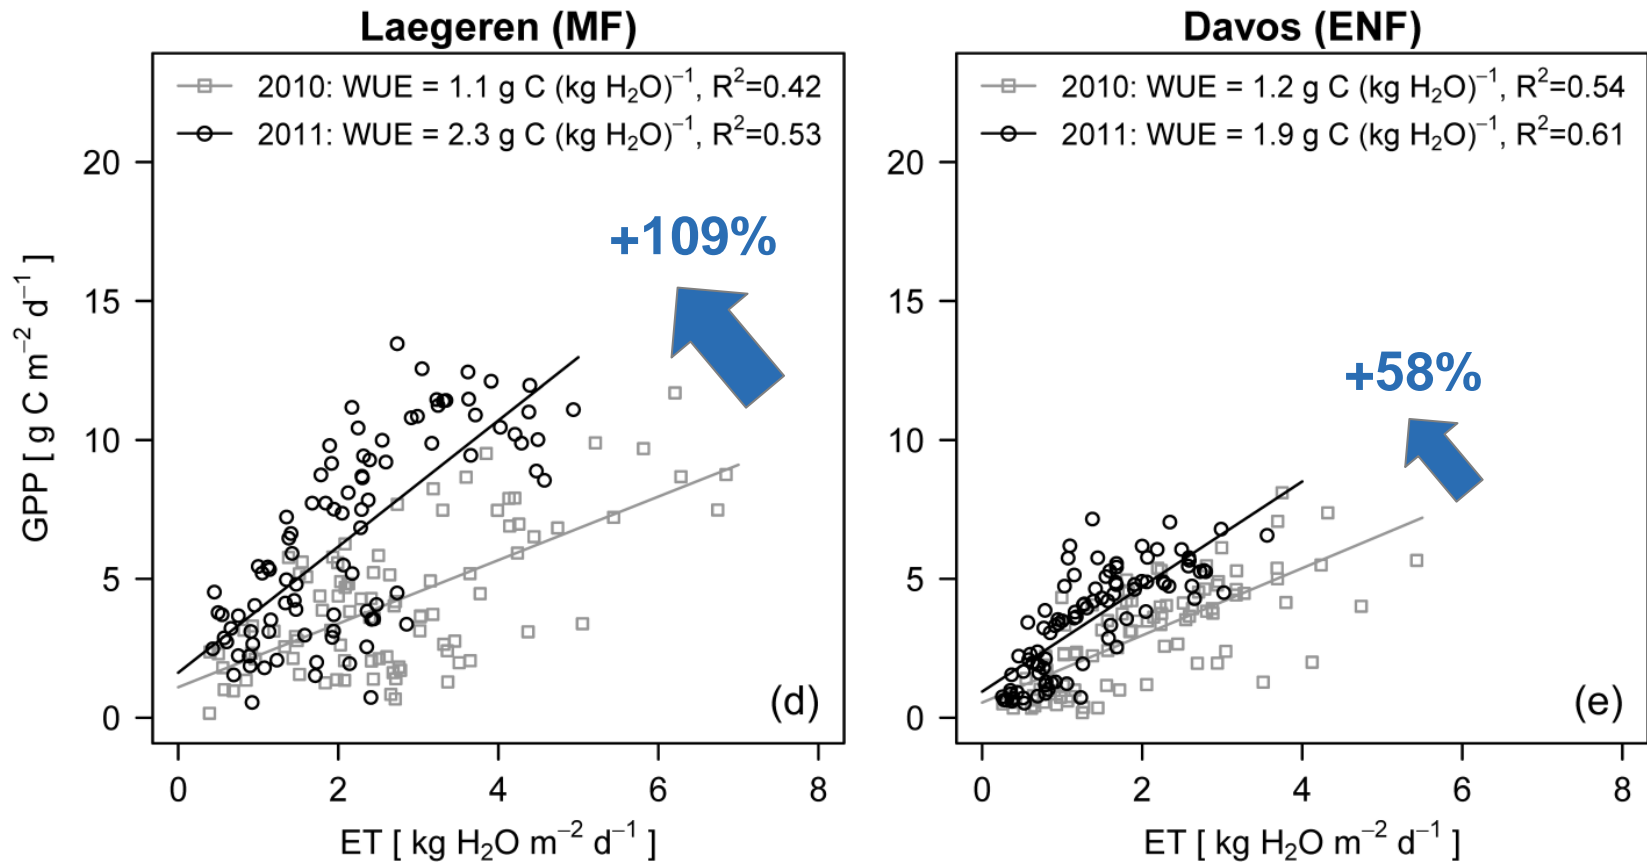 Laegeren (MF)
2010: WUE = 1.1 g C (kg H₂O)⁻¹, R²=0.42
2011: WUE = 2.3 g C (kg H₂O)⁻¹, R²=0.53
+109%
20
15
10
5
0
GPP [ g C m⁻² d⁻¹ ]
(d)
0 2 4 6 8
ET [ kg H₂O m⁻² d⁻¹ ]
Davos (ENF)
2010: WUE = 1.2 g C (kg H₂O)⁻¹, R²=0.54
2011: WUE = 1.9 g C (kg H₂O)⁻¹, R²=0.61
+58%
20
15
10
5
0
(e)
0 2 4 6 8
ET [ kg H₂O m⁻² d⁻¹ ]